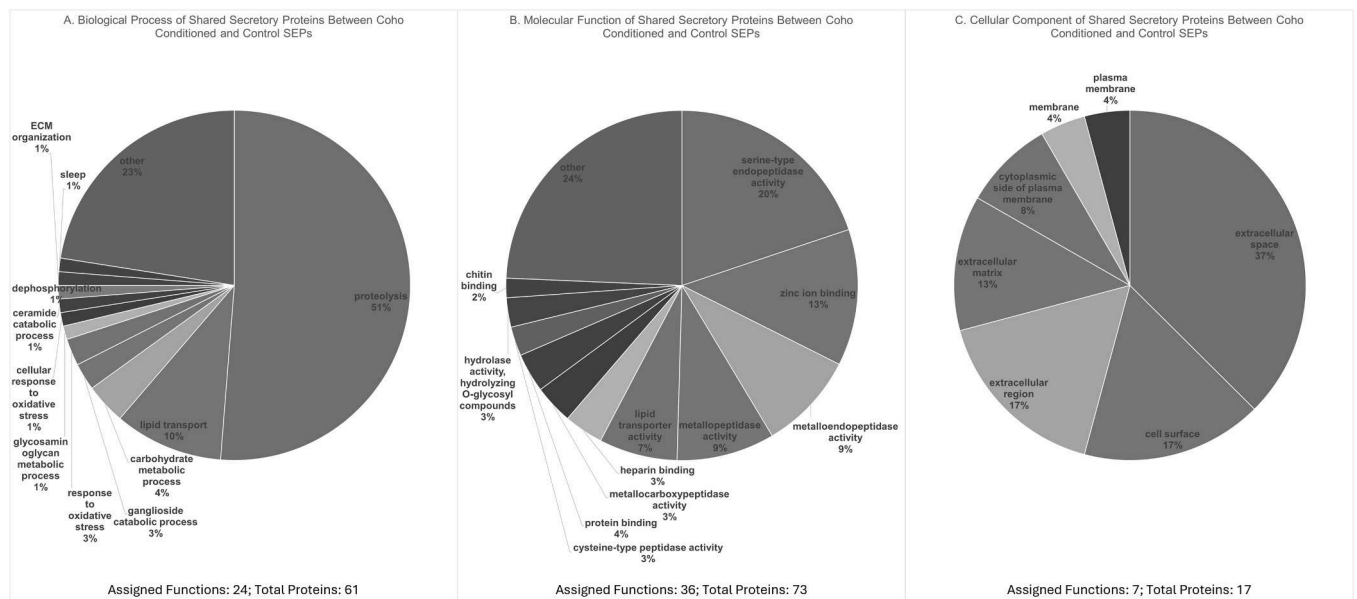 A. Biological Process of Shared Secretory Proteins Between Coho
Conditioned and Control SEPs
ECM
organization
1%
other
23%
sleep
1%
proteolysis
51%
dephosphorylation
1%
ceramide
catabolic
process
1%
cellular
response
to
oxidative
stress
1%
glycosamin
oglycan
metabolic
process
1%
response
to
oxidative
stress
3%
ganglioside
catabolic process
3%
carbohydrate
metabolic
process
4%
lipid transport
10%
Assigned Functions: 24; Total Proteins: 61
B. Molecular Function of Shared Secretory Proteins Between Coho
Conditioned and Control SEPs
other
24%
serine-type
endopeptidase
activity
20%
chitin
binding
2%
zinc ion binding
13%
hydrolase
activity,
hydrolyzing
O-glycosyl
compounds
3%
lipid
transporter
activity
7%
metallopeptidase
activity
9%
metalloendopeptidase
activity
9%
heparin binding
3%
metallocarboxypeptidase
activity
3%
protein binding
4%
cysteine-type peptidase activity
3%
Assigned Functions: 36; Total Proteins: 73
C. Cellular Component of Shared Secretory Proteins Between Coho
Conditioned and Control SEPs
plasma
membrane
4%
membrane
4%
cytoplasmic
side of plasma
membrane
8%
extracellular
space
37%
extracellular
matrix
13%
extracellular
region
17%
cell surface
17%
Assigned Functions: 7; Total Proteins: 17